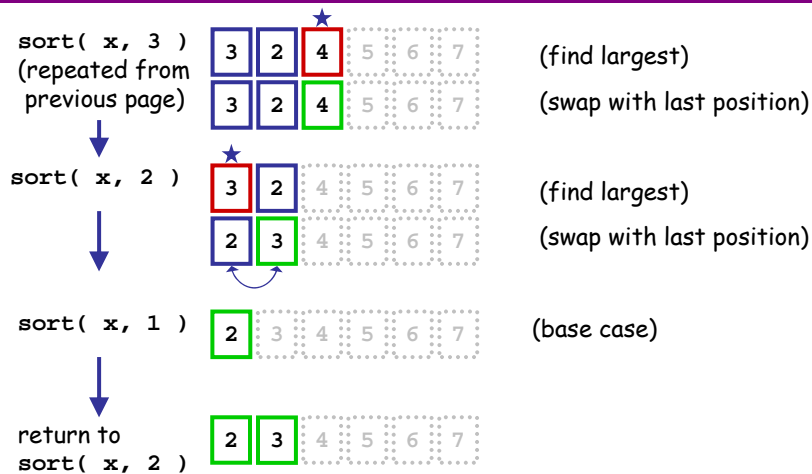 sort( x, 3 )
(repeated from
previous page)
3 2 4 5 6 7
(find largest)
3 2 4 5 6 7
(swap with last position)
sort( x, 2 )
3 2 4 5 6 7
(find largest)
2 3 4 5 6 7
(swap with last position)
sort( x, 1 )
2 3 4 5 6 7
(base case)
return to
sort( x, 2 )
2 3 4 5 6 7